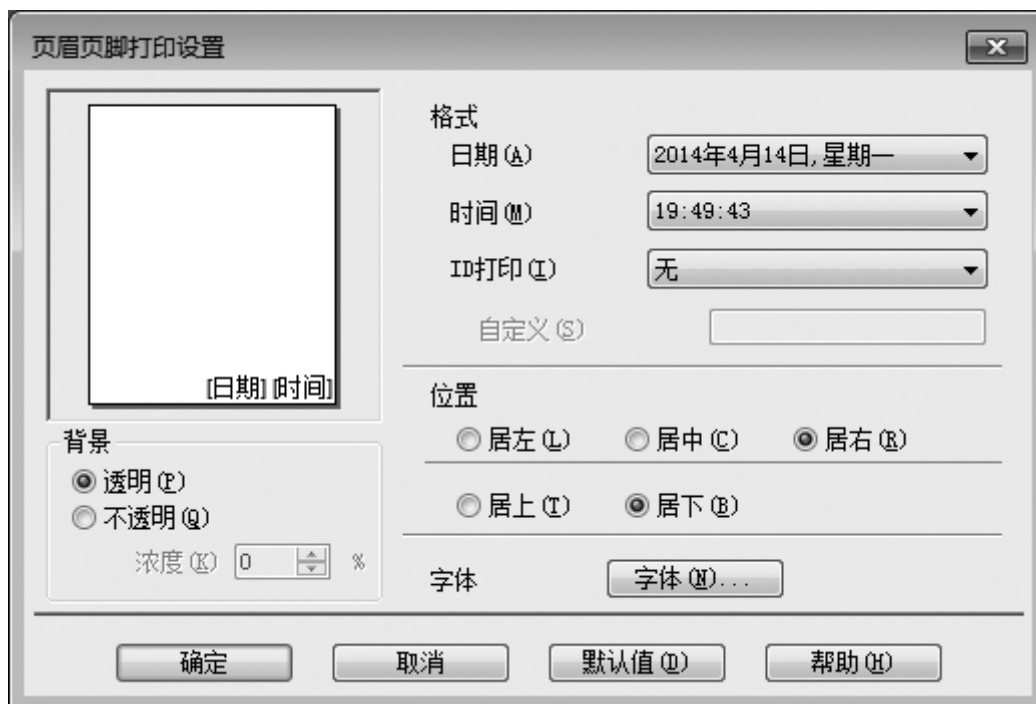 页眉页脚打印设置
[日期] [时间]
背景
透明(P)
不透明(Q)
浓度(K) 0 %
格式
日期(A) 2014年4月14日, 星期一
时间(M) 19:49:43
ID打印(I) 无
自定义(S)
位置
居左(L) 居中(C) 居右(R)
居上(T) 居下(B)
字体 字体(N)...
确定 取消 默认值(D) 帮助(H)